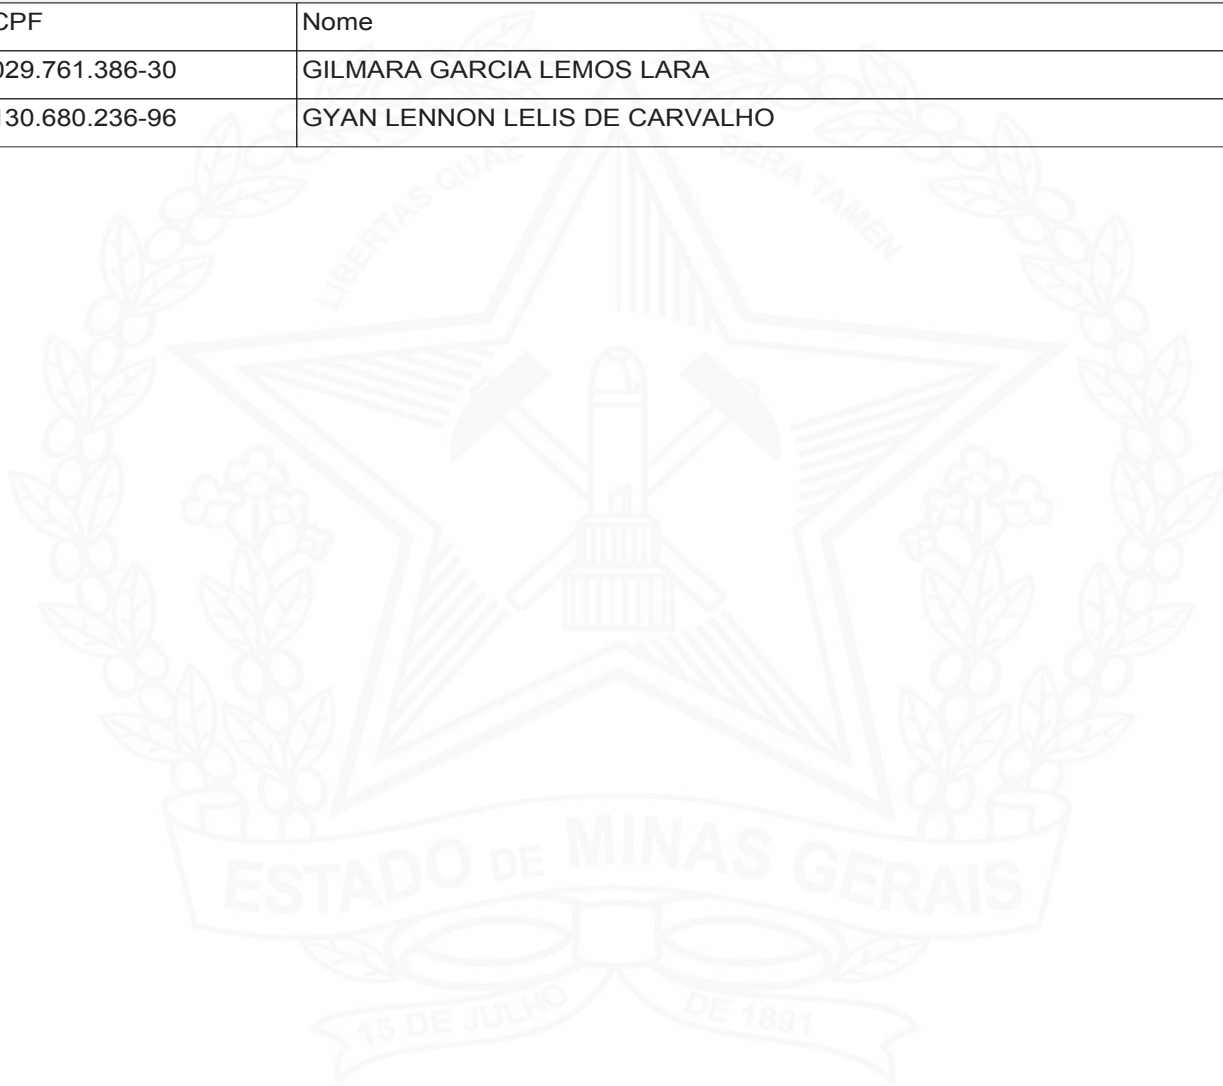 CPF Nome
029.761.386-30 GILMARA GARCIA LEMOS LARA
130.680.236-96 GYAN LENNON LELIS DE CARVALHO
LIBERTAS QUAE SERA TAMEN
ESTADO DE MINAS GERAIS
15 DE JULHO DE 1891